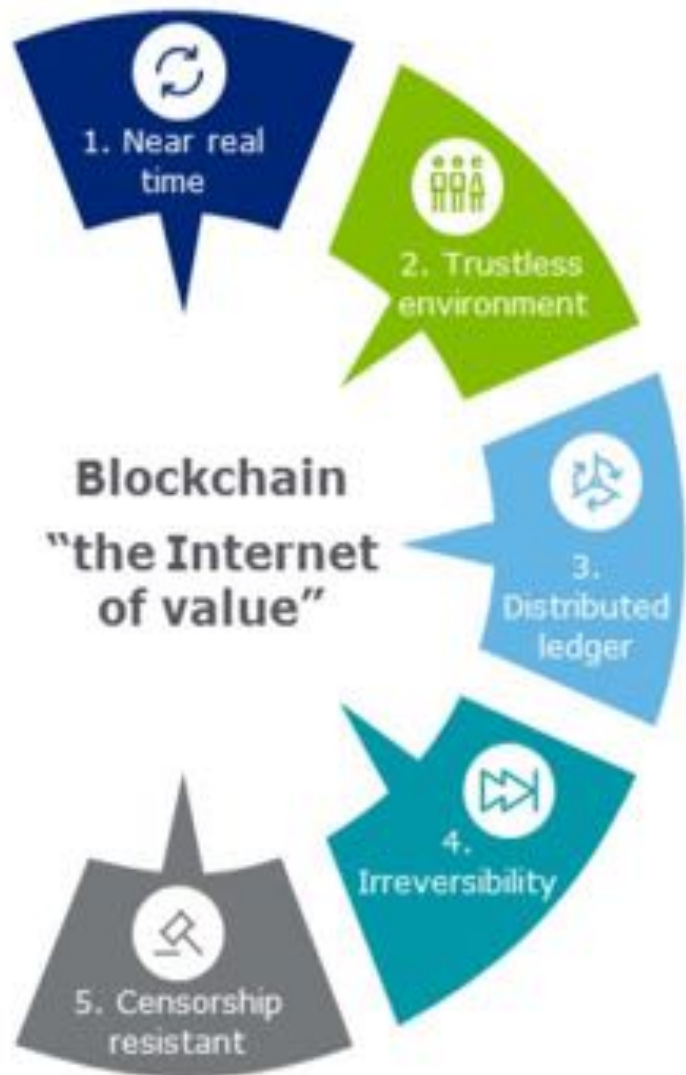 1. Near real
time
2. Trustless
environment
Blockchain
"the Internet
of value"
3.
Distributed
ledger
4.
Irreversibility
5. Censorship
resistant